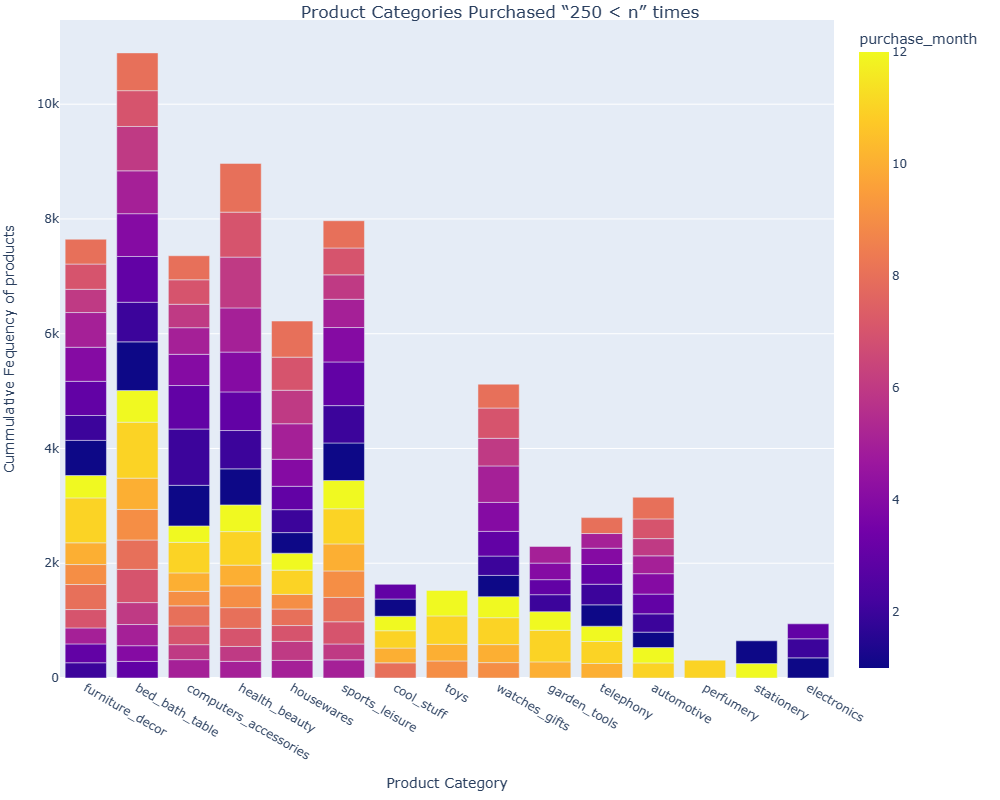 Product Categories Purchased “250 < n” times
purchase_month
12
10
8
6
4
2
Cummulative Fequency of products
10k
8k
6k
4k
2k
0
furniture_decor
bed_bath_table
computers_accessories
health_beauty
housewares
sports_leisure
cool_stuff
toys
watches_gifts
garden_tools
telephony
automotive
perfumery
stationery
electronics
Product Category